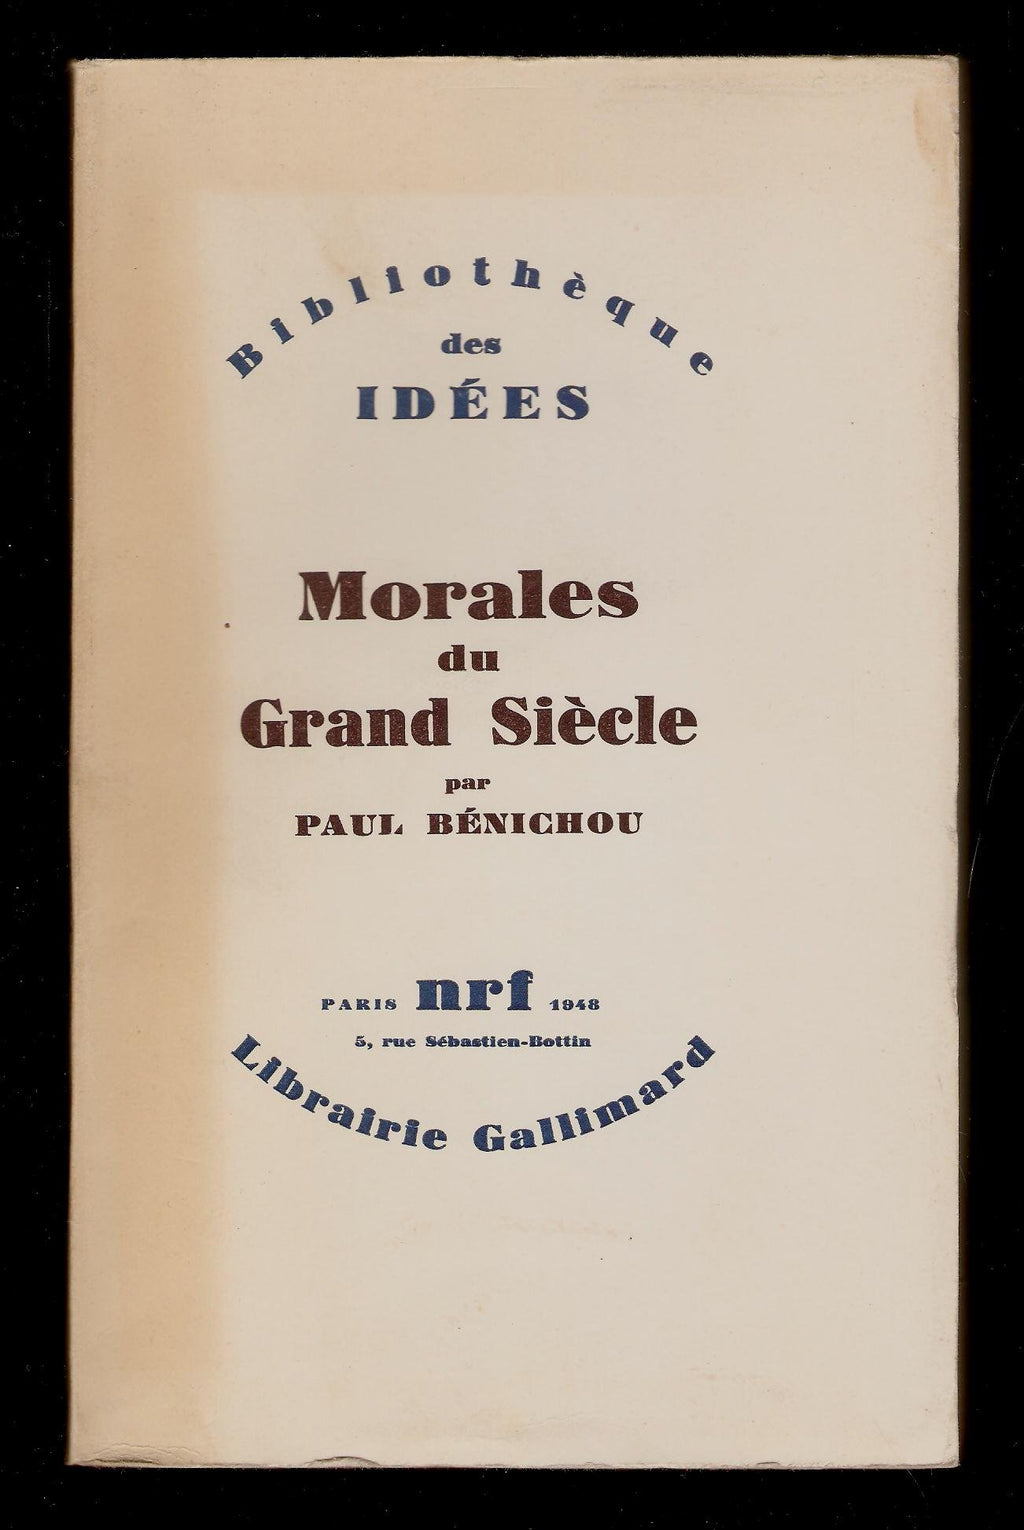 Bibliothèque
des
IDÉES
Morales
du
Grand Siècle
par
PAUL BÉNICHOU
PARIS nrf 1948
5, rue Sébastien-Bottin
Librairie Gallimard